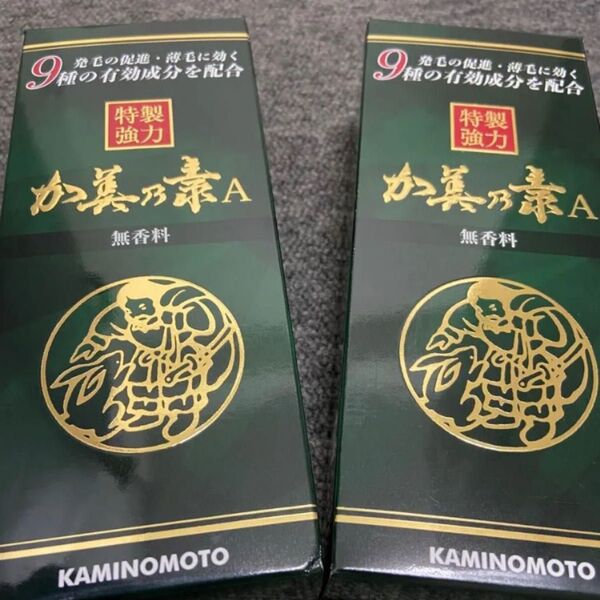 発毛の促進・薄毛に効く
9種の有効成分を配合
特製
強力
加美乃素A
無香料
KAMINOMOTO
発毛の促進・薄毛に効く
9種の有効成分を配合
特製
強力
加美乃素A
無香料
KAMINOMOTO